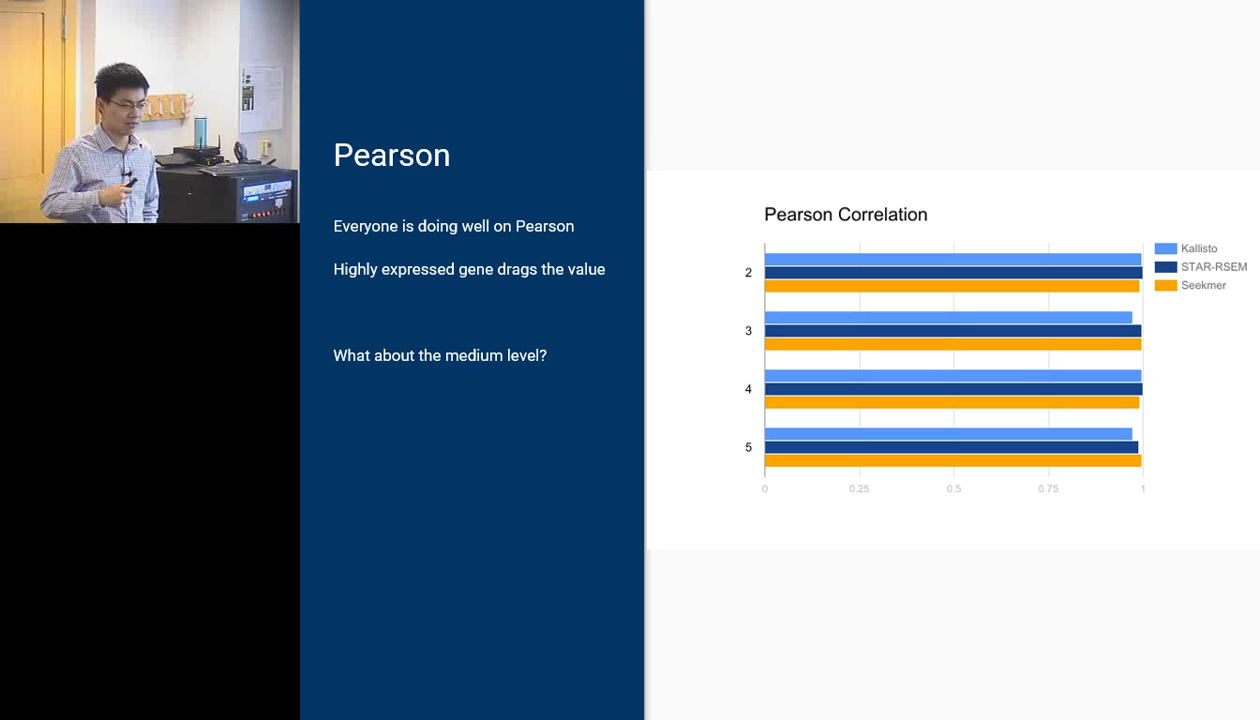 Pearson
Everyone is doing well on Pearson
Highly expressed gene drags the value
What about the medium level?
Pearson Correlation
Kallisto
STAR-RSEM
Seekmer
2
3
4
5
0 0.25 0.5 0.75 1